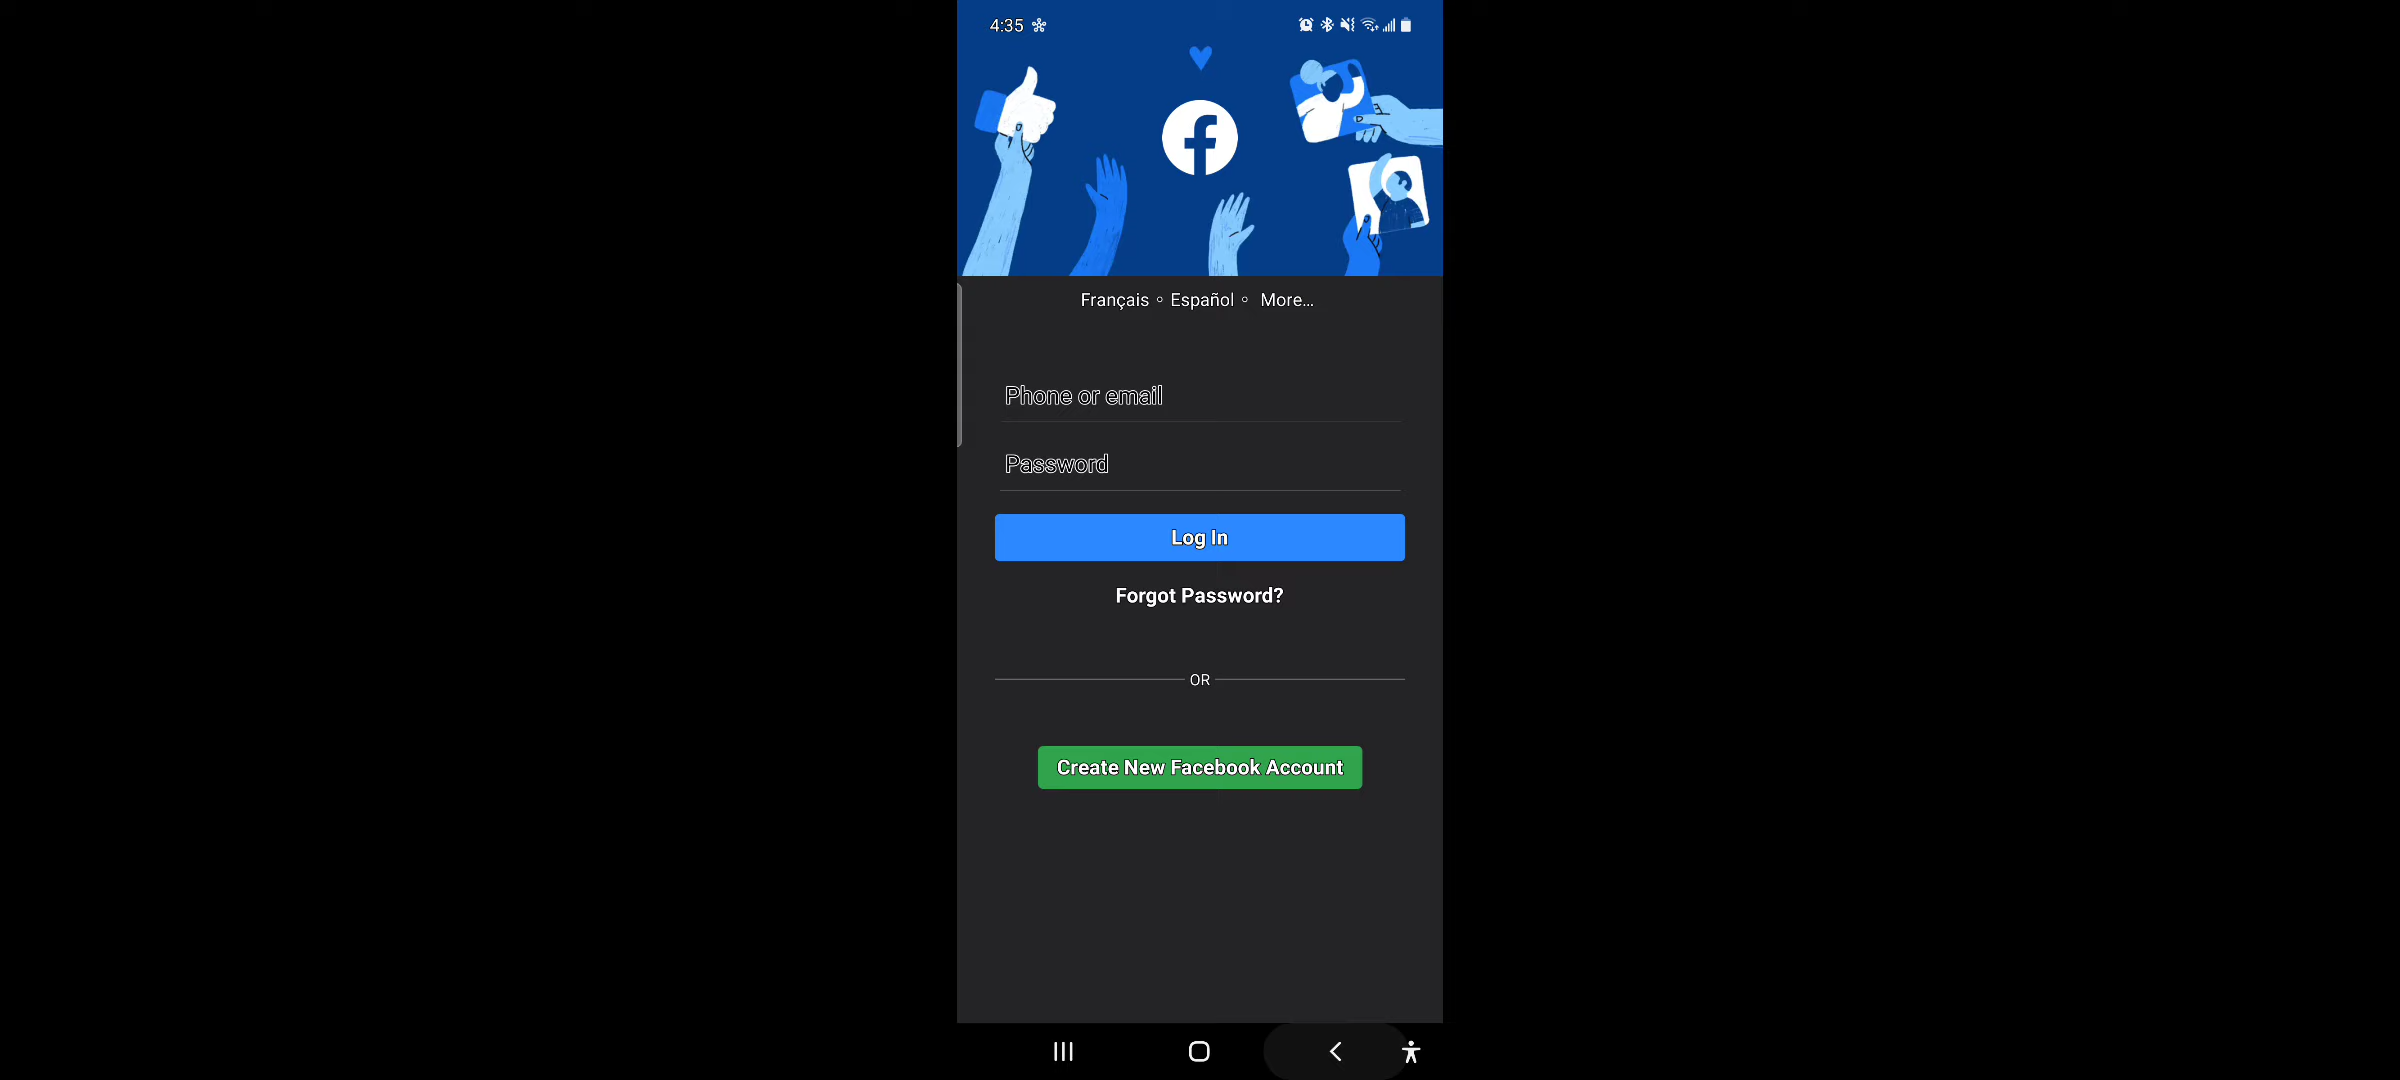 4:35
Français ◦ Español ◦ More...
Phone or email
Password
Log In
Forgot Password?
OR
Create New Facebook Account